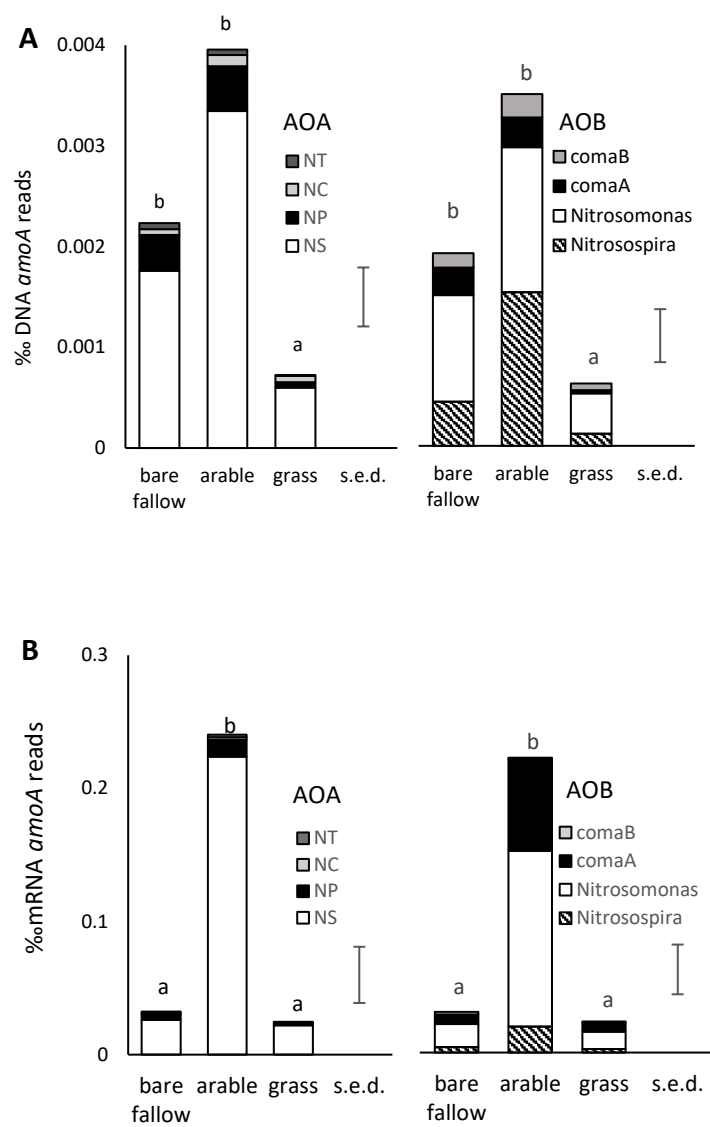 A
‰ DNA amoA reads
0.004
0.003
0.002
0.001
0
b
b
a
AOA
NT
NC
NP
NS
bare fallow
arable
grass
s.e.d.
b
b
a
AOB
comaB
comaA
Nitrosomonas
Nitrosospira
bare fallow
arable
grass
s.e.d.
B
‰mRNA amoA reads
0.3
0.2
0.1
0
a
b
a
AOA
NT
NC
NP
NS
bare fallow
arable
grass
s.e.d.
a
b
a
AOB
comaB
comaA
Nitrosomonas
Nitrosospira
bare fallow
arable
grass
s.e.d.